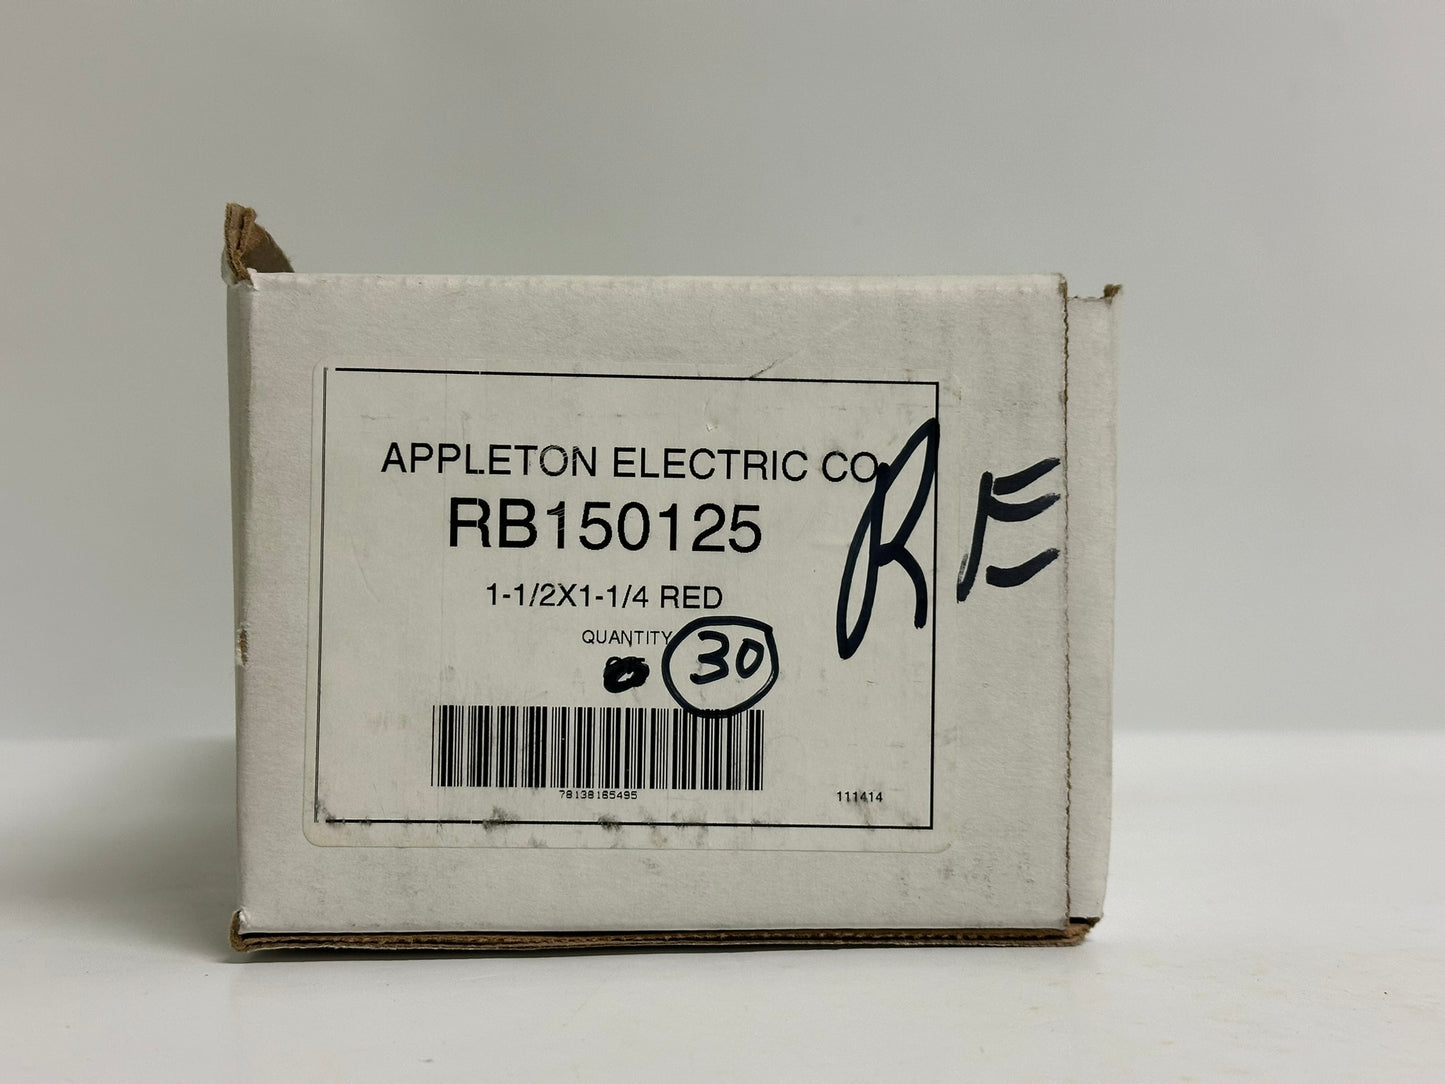 APPLETON ELECTRIC CO
RB150125
1-1/2X1-1/4 RED
QUANTITY
30
RE
78138165495
111414